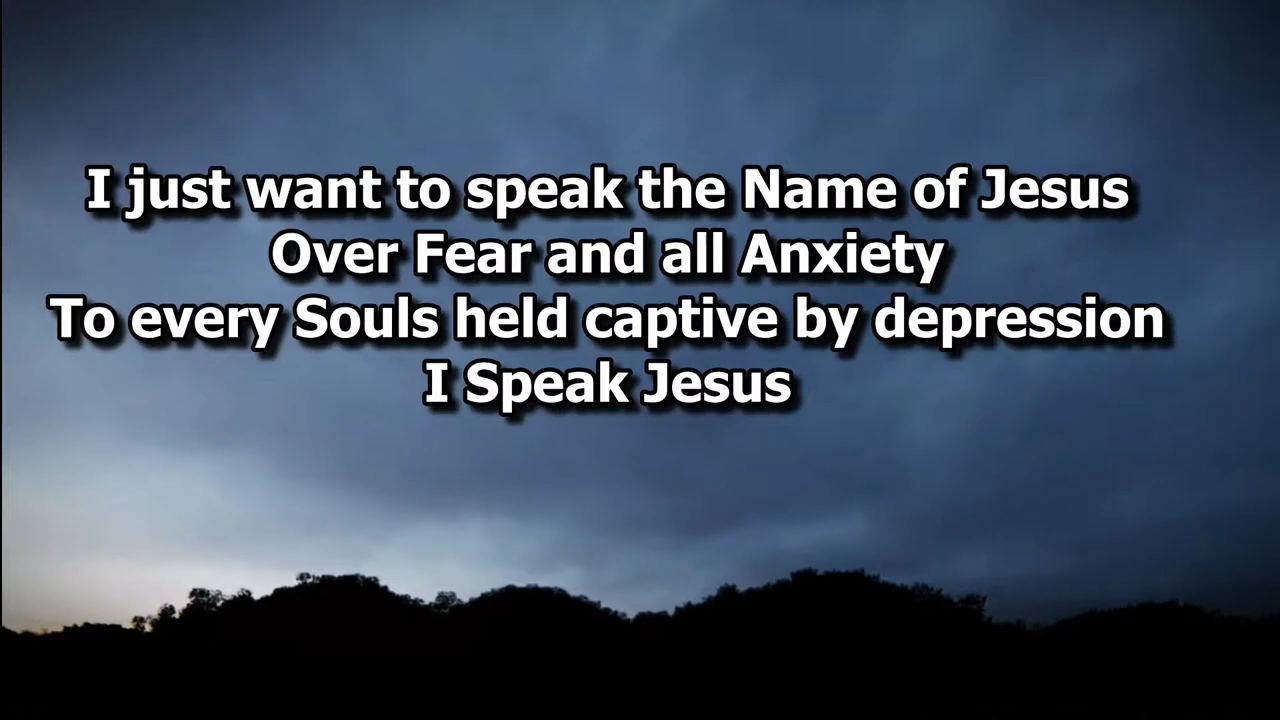 I just want to speak the Name of Jesus
Over Fear and all Anxiety
To every Souls held captive by depression
I Speak Jesus